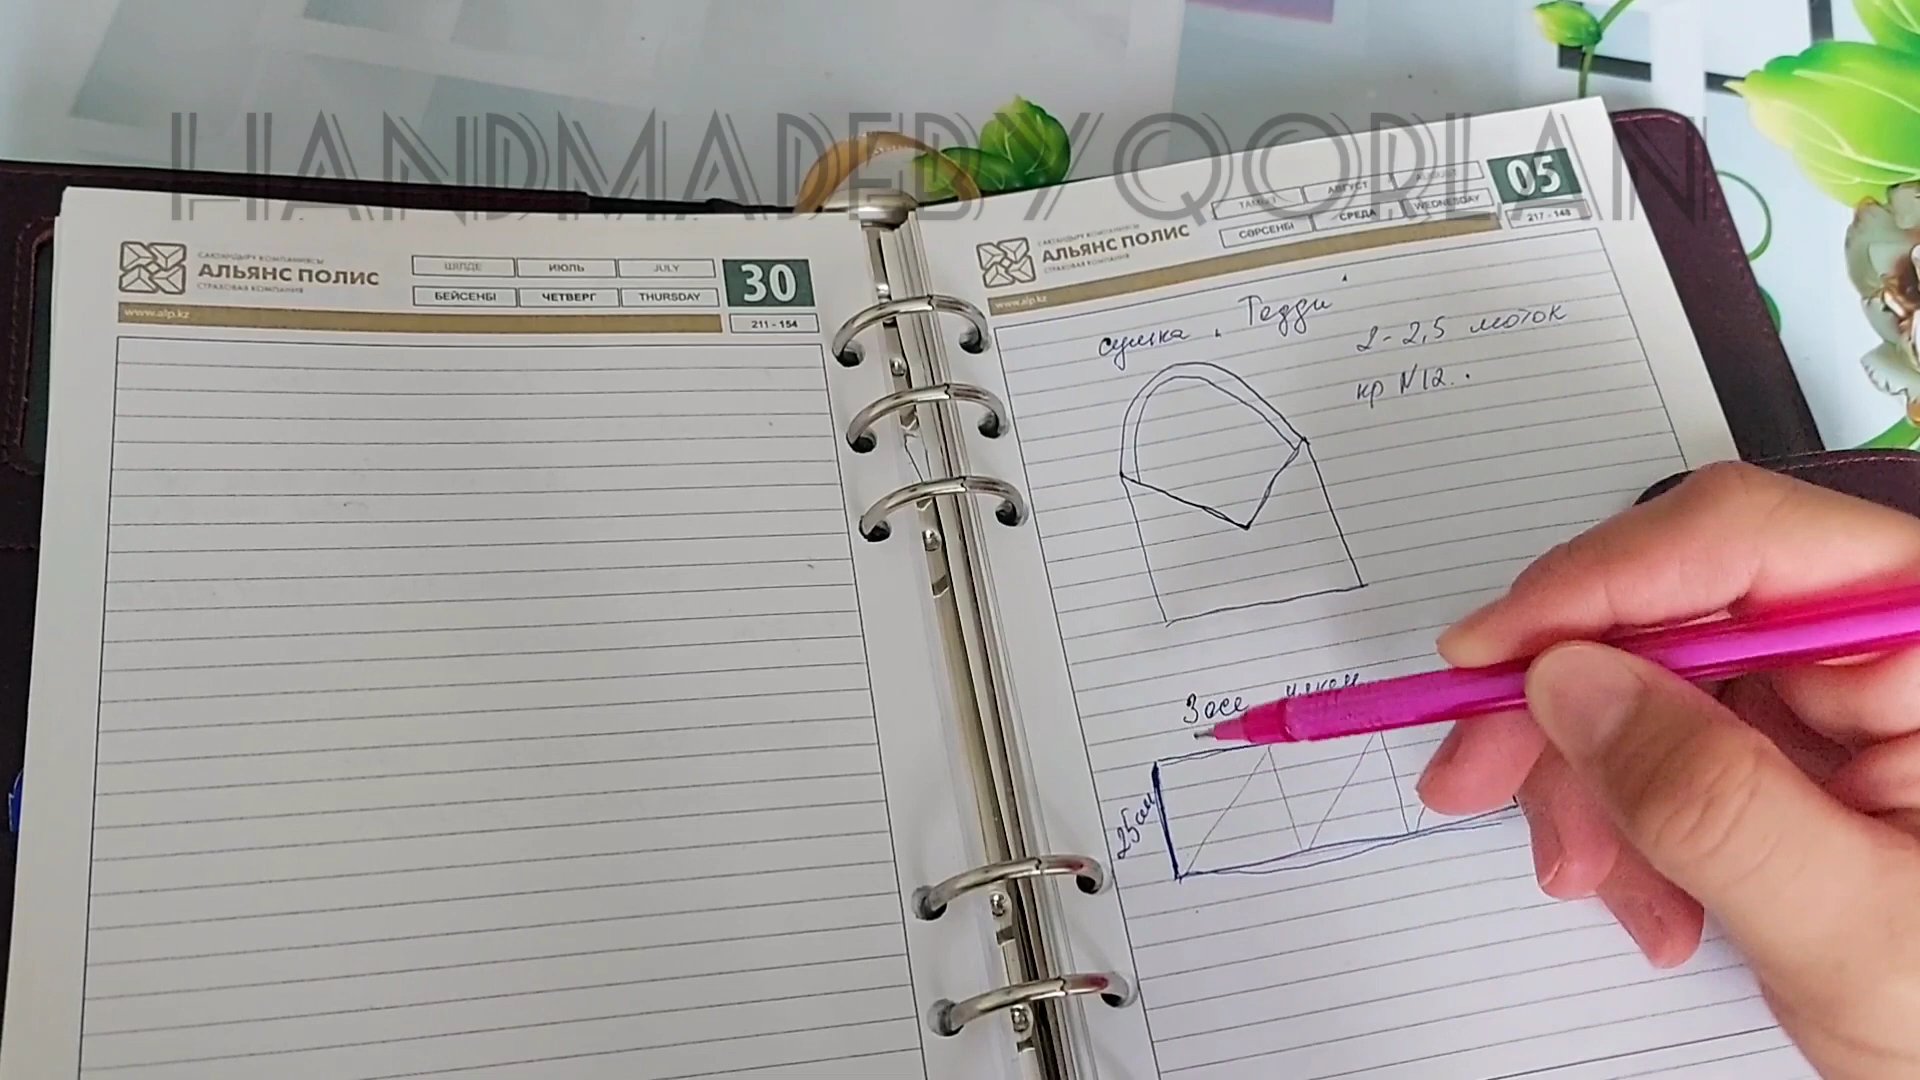 HANDMADEBYQORLAN
САҚТАНДЫРУ КОМПАНИЯСЫ
АЛЬЯНС ПОЛИС
СТРАХОВАЯ КОМПАНИЯ
ШІЛДЕ ИЮЛЬ JULY
БЕЙСЕНБІ ЧЕТВЕРГ THURSDAY
30
www.alp.kz
211 - 154
САҚТАНДЫРУ КОМПАНИЯСЫ
АЛЬЯНС ПОЛИС
СТРАХОВАЯ КОМПАНИЯ
ТАМЫЗ АВГУСТ AUGUST
СӘРСЕНБІ СРЕДА WEDNESDAY
05
www.alp.kz
217 - 148
сумка "Тедди"
2-2,5 моток
кр №12.
25см